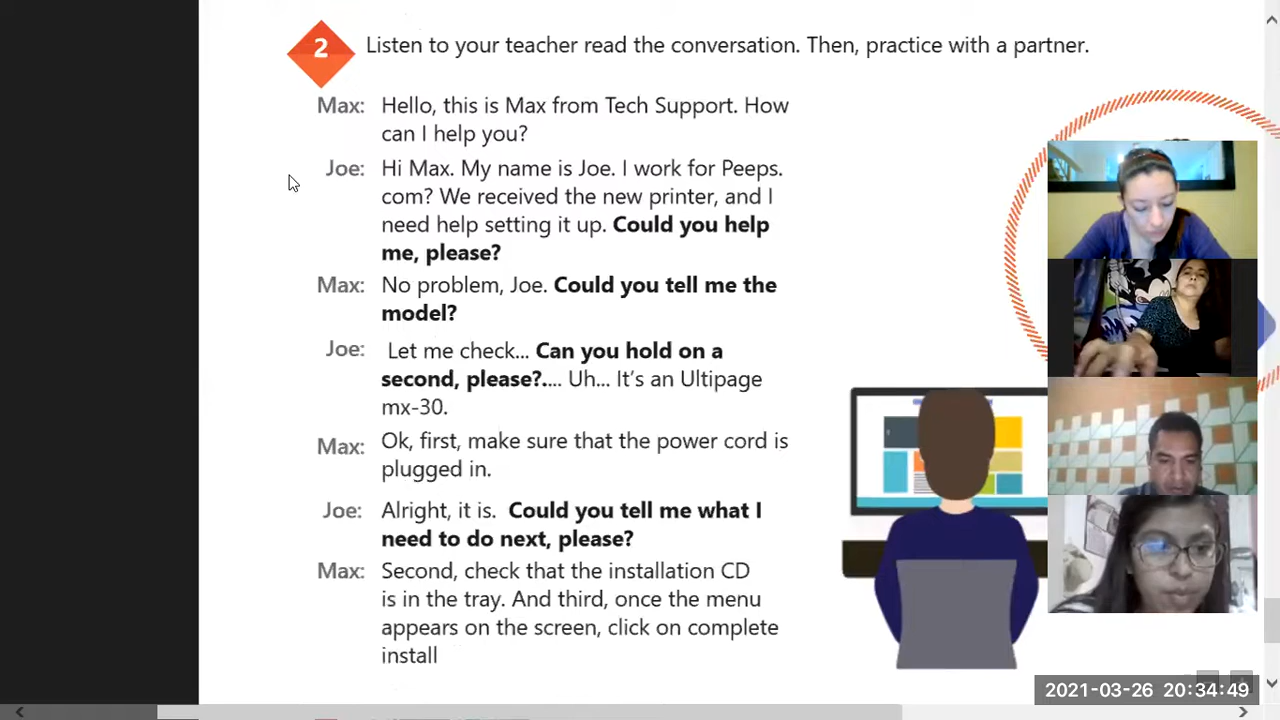 2
Listen to your teacher read the conversation. Then, practice with a partner.
Max: Hello, this is Max from Tech Support. How
can I help you?
Joe: Hi Max. My name is Joe. I work for Peeps.
com? We received the new printer, and I
need help setting it up. Could you help
me, please?
Max: No problem, Joe. Could you tell me the
model?
Joe: Let me check... Can you hold on a
second, please?.... Uh... It's an Ultipage
mx-30.
Max: Ok, first, make sure that the power cord is
plugged in.
Joe: Alright, it is. Could you tell me what I
need to do next, please?
Max: Second, check that the installation CD
is in the tray. And third, once the menu
appears on the screen, click on complete
install
2021-03-26 20:34:49